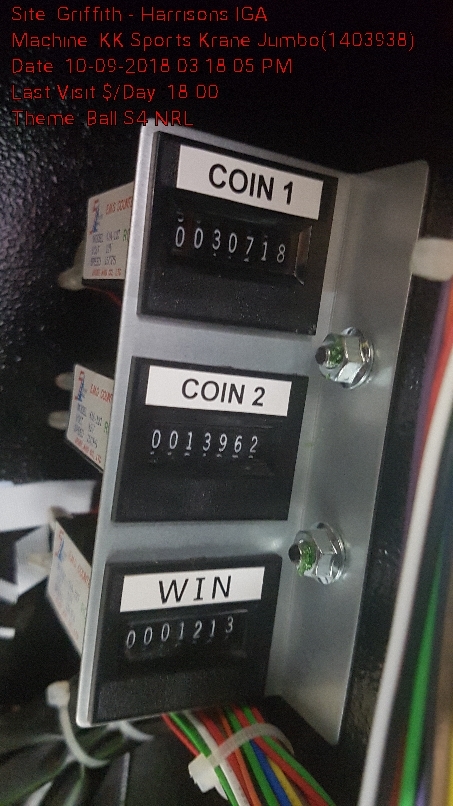 Site Griffith - Harrisons IGA
Machine KK Sports Krane Jumbo(1403938)
Date 10-09-2018 03 18 05 PM
Last Visit $/Day 18 00
Theme Ball S4 NRL
COIN 1
0030718
COIN 2
0013962
WIN
0001213